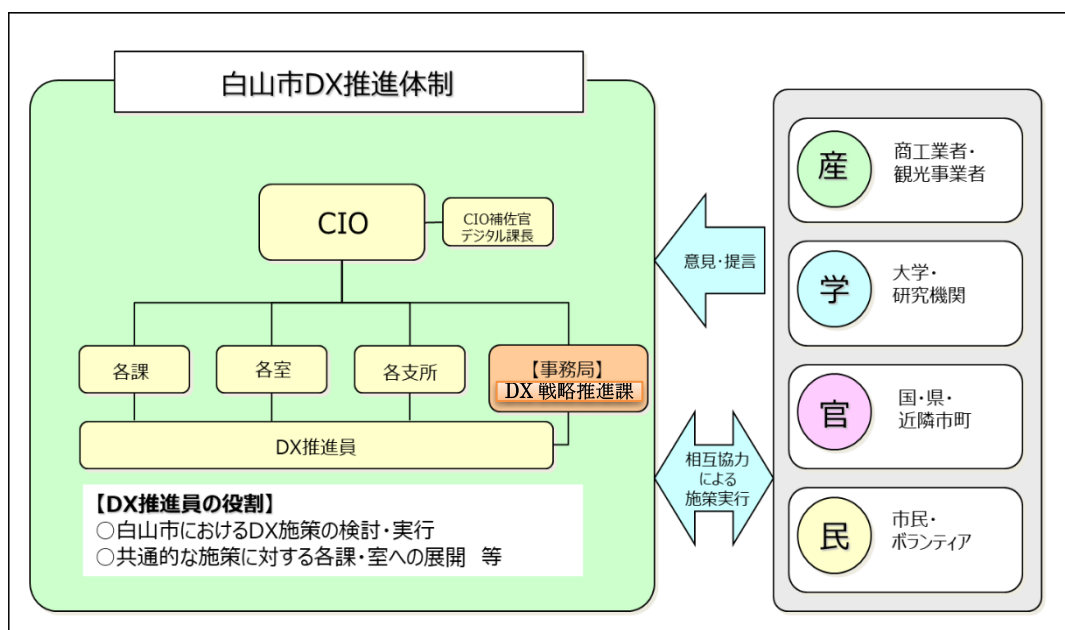 白山市DX推進体制
CIO
CIO補佐官
デジタル課長
各課
各室
各支所
【事務局】
DX 戦略推進課
DX推進員
【DX推進員の役割】
○白山市におけるDX施策の検討・実行
○共通的な施策に対する各課・室への展開　等
意見・提言
相互協力
による
施策実行
産
商工業者・
観光事業者
学
大学・
研究機関
官
国・県・
近隣市町
民
市民・
ボランティア